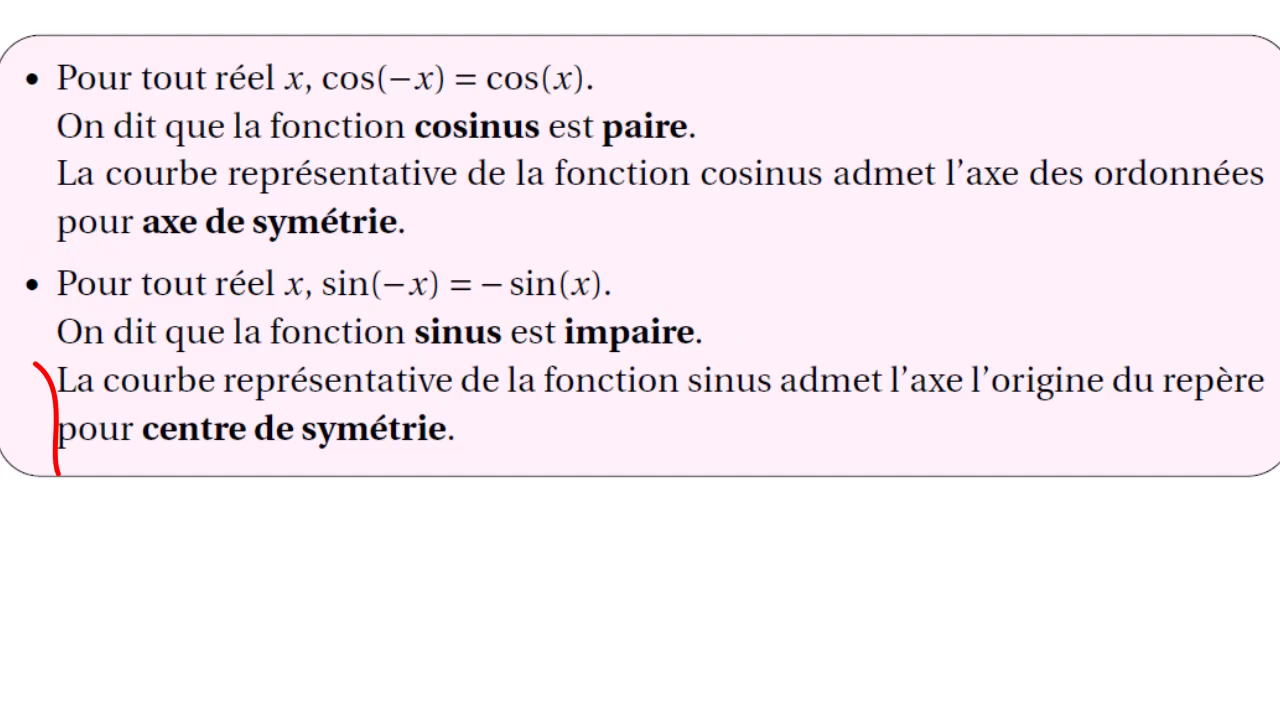 • Pour tout réel x, cos(−x) = cos(x).
On dit que la fonction cosinus est paire.
La courbe représentative de la fonction cosinus admet l’axe des ordonnées
pour axe de symétrie.
• Pour tout réel x, sin(−x) = − sin(x).
On dit que la fonction sinus est impaire.
La courbe représentative de la fonction sinus admet l’axe l’origine du repère
pour centre de symétrie.